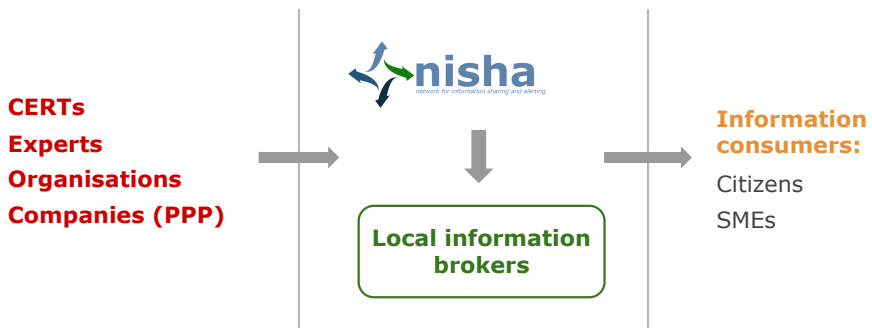 CERTs
Experts
Organisations
Companies (PPP)
nisha
network for information sharing and alerting
Local information
brokers
Information
consumers:
Citizens
SMEs